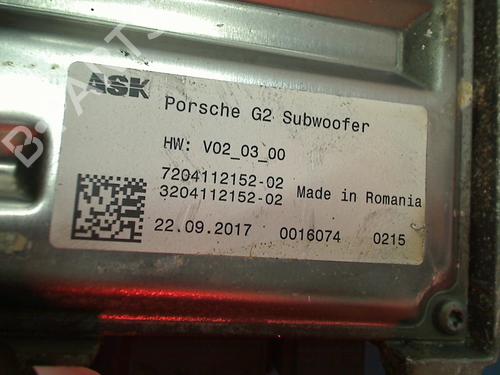 ASK
Porsche G2 Subwoofer
HW: V02_03_00
7204112152-02
3204112152-02 Made in Romania
22.09.2017 0016074 0215